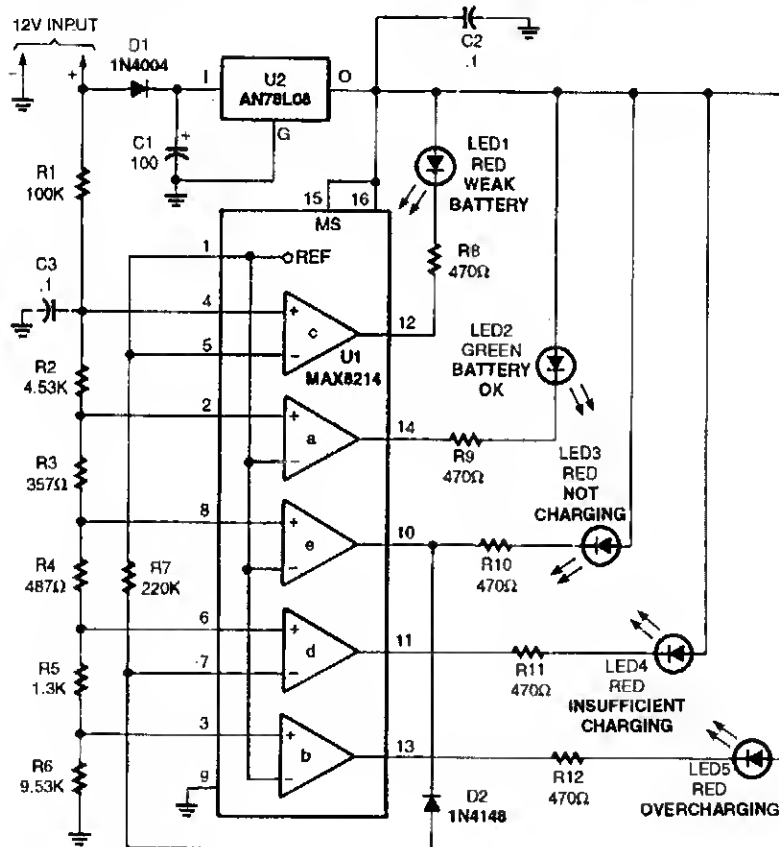 12V INPUT
-
+
D1
1N4004
I
U2
AN78L08
O
G
C1
100
+
C2
.1
R1
100K
LED1
RED
WEAK
BATTERY
15
16
MS
1
REF
R8
470Ω
C3
.1
4
+
c
-
12
5
U1
MAX8214
LED2
GREEN
BATTERY
OK
R2
4.53K
2
+
a
-
14
R9
470Ω
LED3
RED
NOT
CHARGING
R3
357Ω
8
+
e
-
10
R10
470Ω
R4
487Ω
R7
220K
6
+
d
-
11
7
R11
470Ω
LED4
RED
INSUFFICIENT
CHARGING
R5
1.3K
3
+
b
-
13
R12
470Ω
LED5
RED
OVERCHARGING
R6
9.53K
9
D2
1N4148